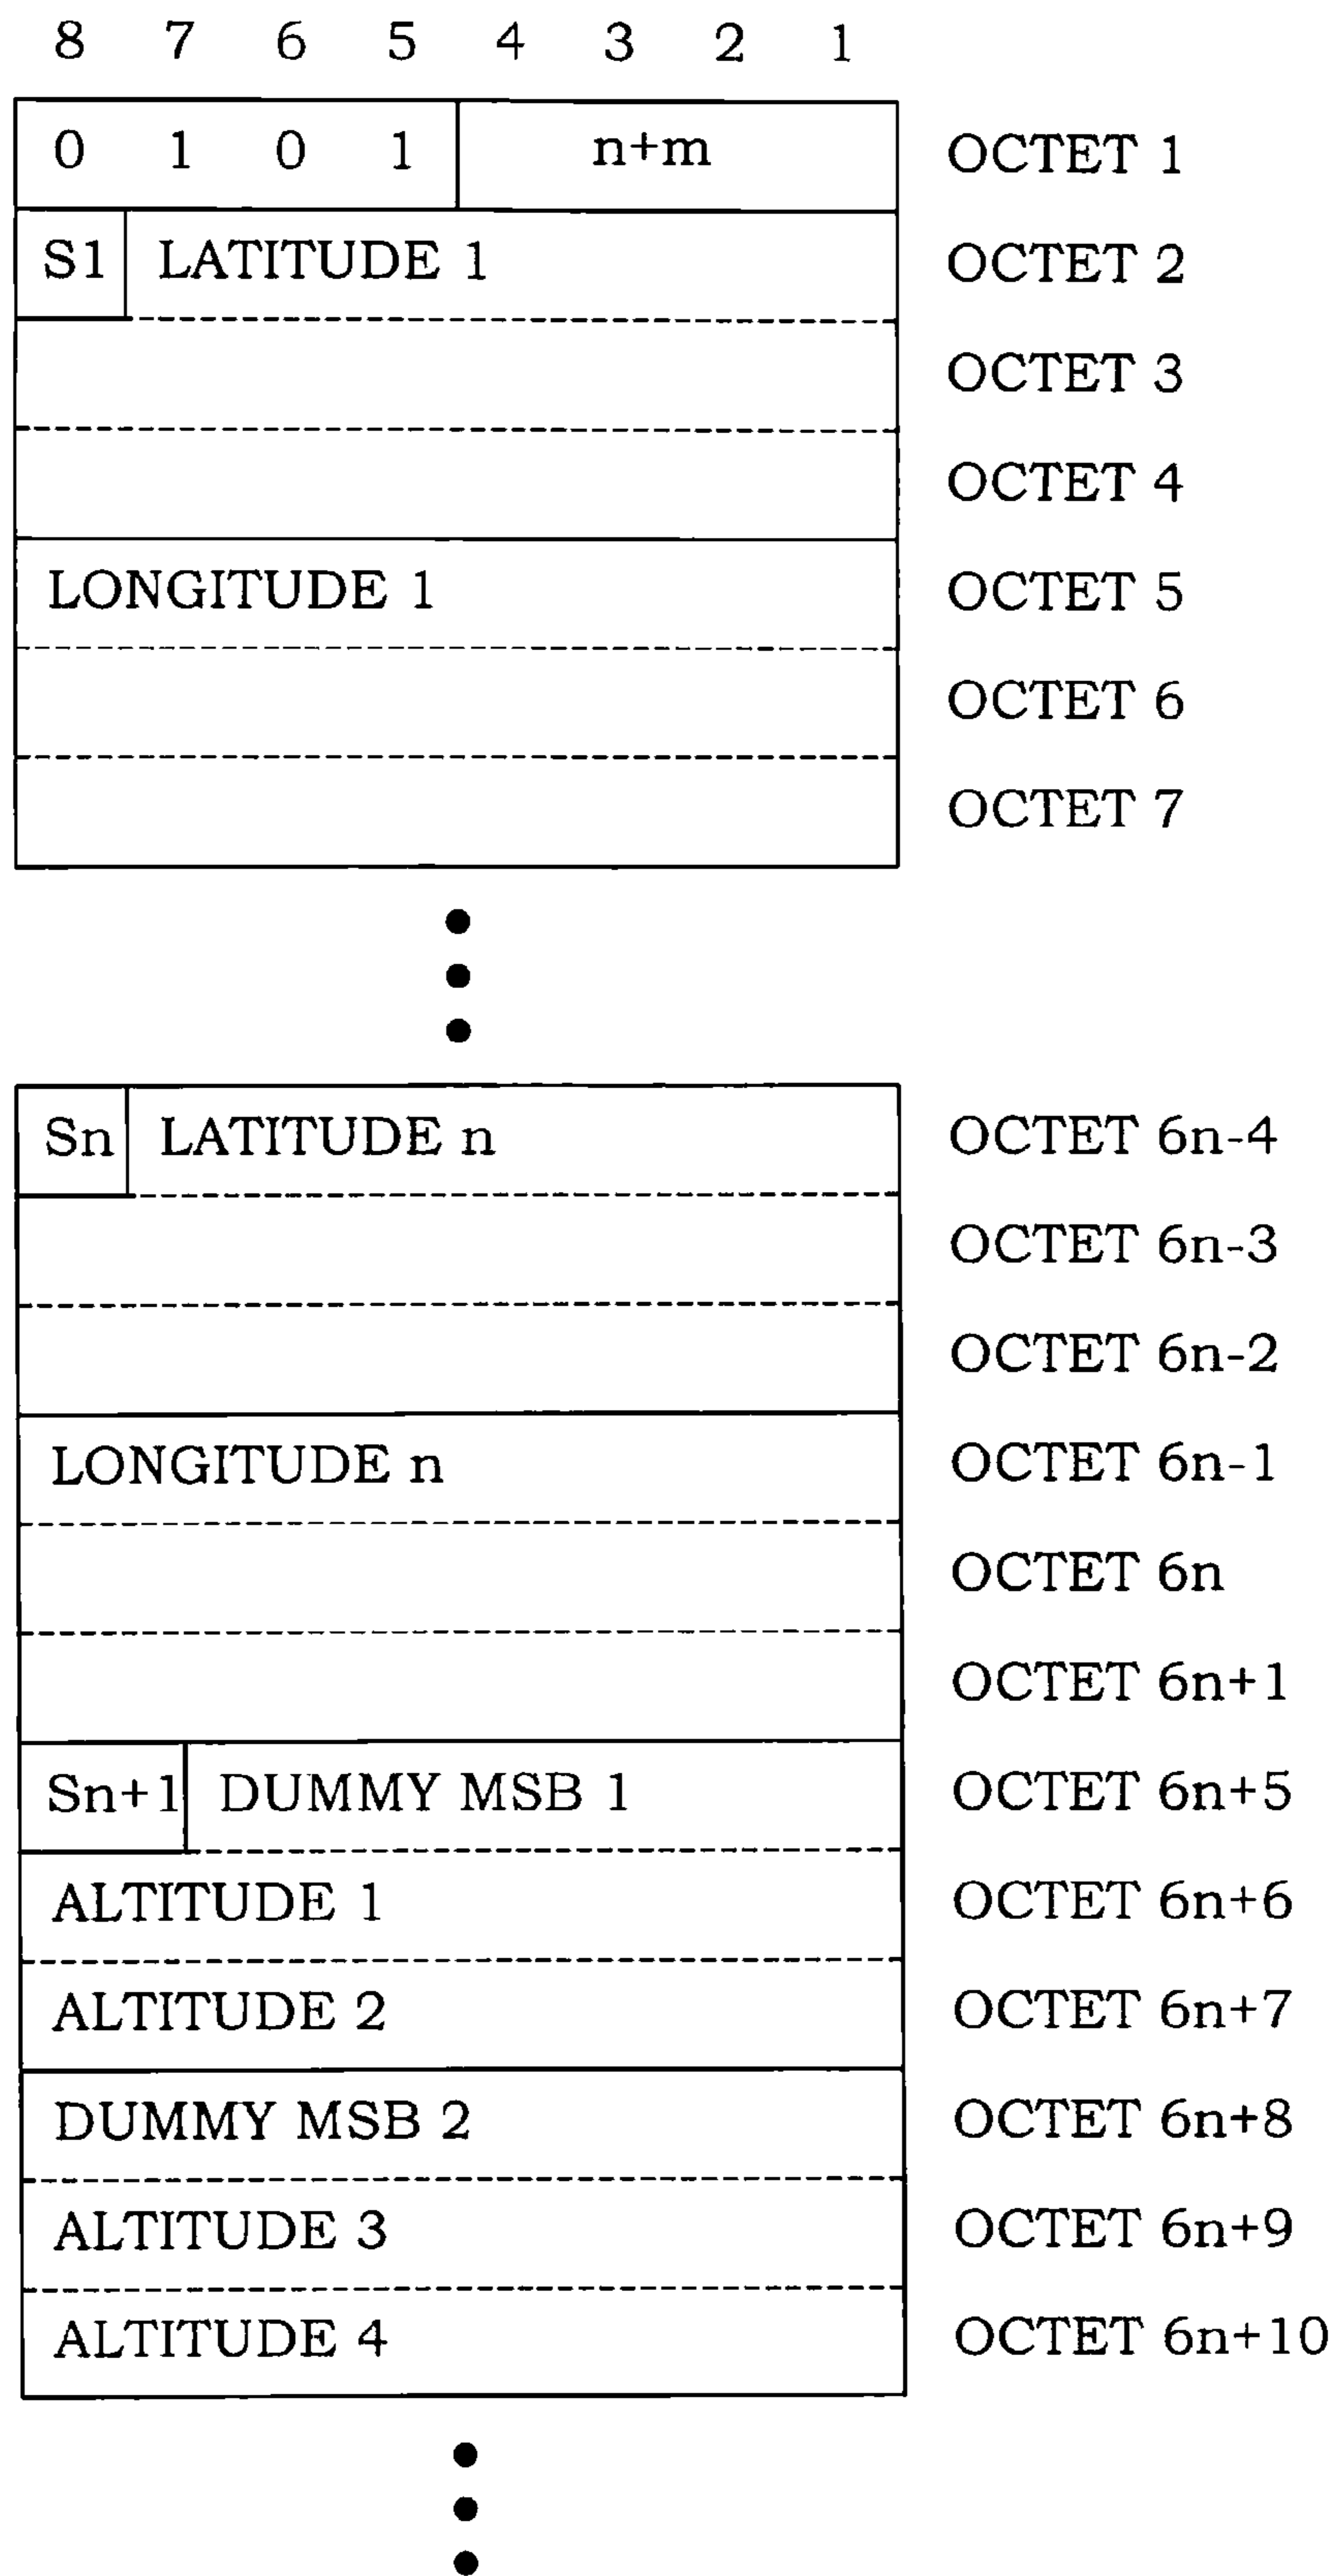 8 7 6 5 4 3 2 1
0 1 0 1 n+m OCTET 1
S1 LATITUDE 1 OCTET 2
OCTET 3
OCTET 4
LONGITUDE 1 OCTET 5
OCTET 6
OCTET 7
Sn LATITUDE n OCTET 6n-4
OCTET 6n-3
OCTET 6n-2
LONGITUDE n OCTET 6n-1
OCTET 6n
OCTET 6n+1
Sn+1 DUMMY MSB 1 OCTET 6n+5
ALTITUDE 1 OCTET 6n+6
ALTITUDE 2 OCTET 6n+7
DUMMY MSB 2 OCTET 6n+8
ALTITUDE 3 OCTET 6n+9
ALTITUDE 4 OCTET 6n+10